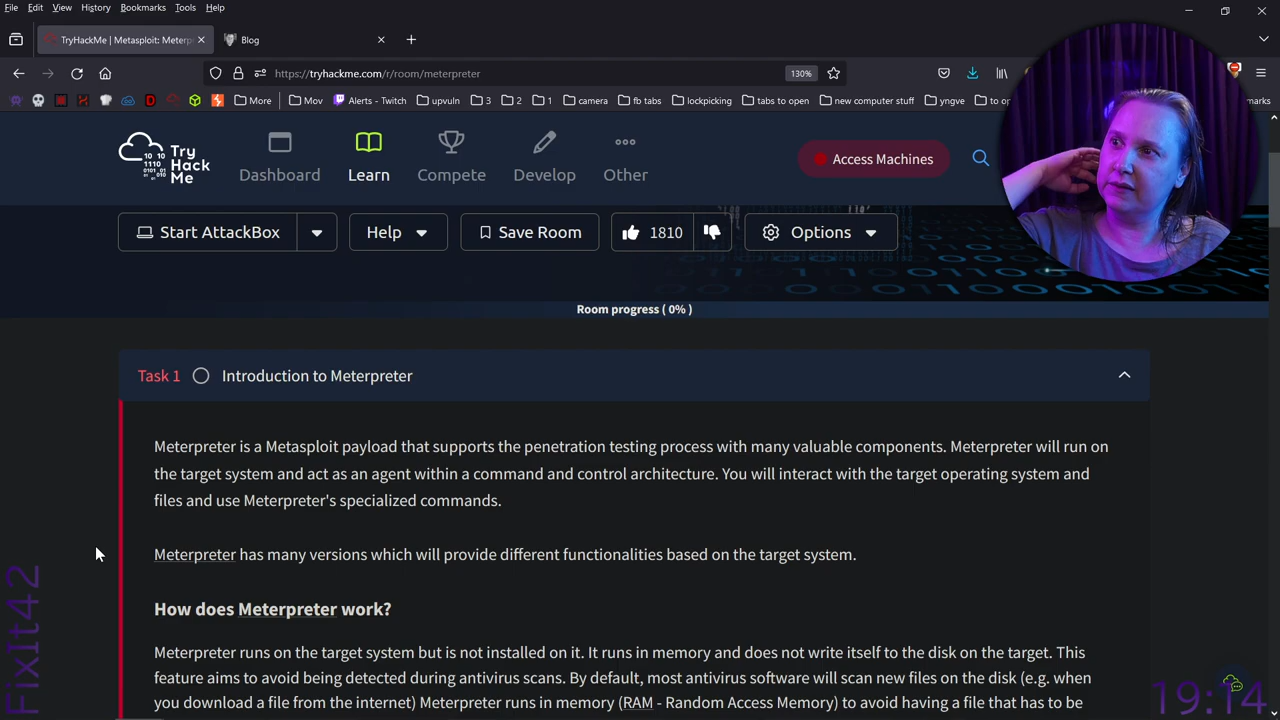 File Edit View History Bookmarks Tools Help
TryHackMe | Metasploit: Meterp
Blog
https://tryhackme.com/r/room/meterpreter
130%
More
Mov
Alerts - Twitch
upvuln
3
2
1
camera
fb tabs
lockpicking
tabs to open
new computer stuff
yngve
Try
Hack
Me
Dashboard
Learn
Compete
Develop
Other
Access Machines
Start AttackBox
Help
Save Room
1810
Options
Room progress ( 0% )
Task 1
Introduction to Meterpreter
Meterpreter is a Metasploit payload that supports the penetration testing process with many valuable components. Meterpreter will run on
the target system and act as an agent within a command and control architecture. You will interact with the target operating system and
files and use Meterpreter's specialized commands.
Meterpreter has many versions which will provide different functionalities based on the target system.
How does Meterpreter work?
Meterpreter runs on the target system but is not installed on it. It runs in memory and does not write itself to the disk on the target. This
feature aims to avoid being detected during antivirus scans. By default, most antivirus software will scan new files on the disk (e.g. when
you download a file from the internet) Meterpreter runs in memory (RAM - Random Access Memory) to avoid having a file that has to be
FixIt42
19:14